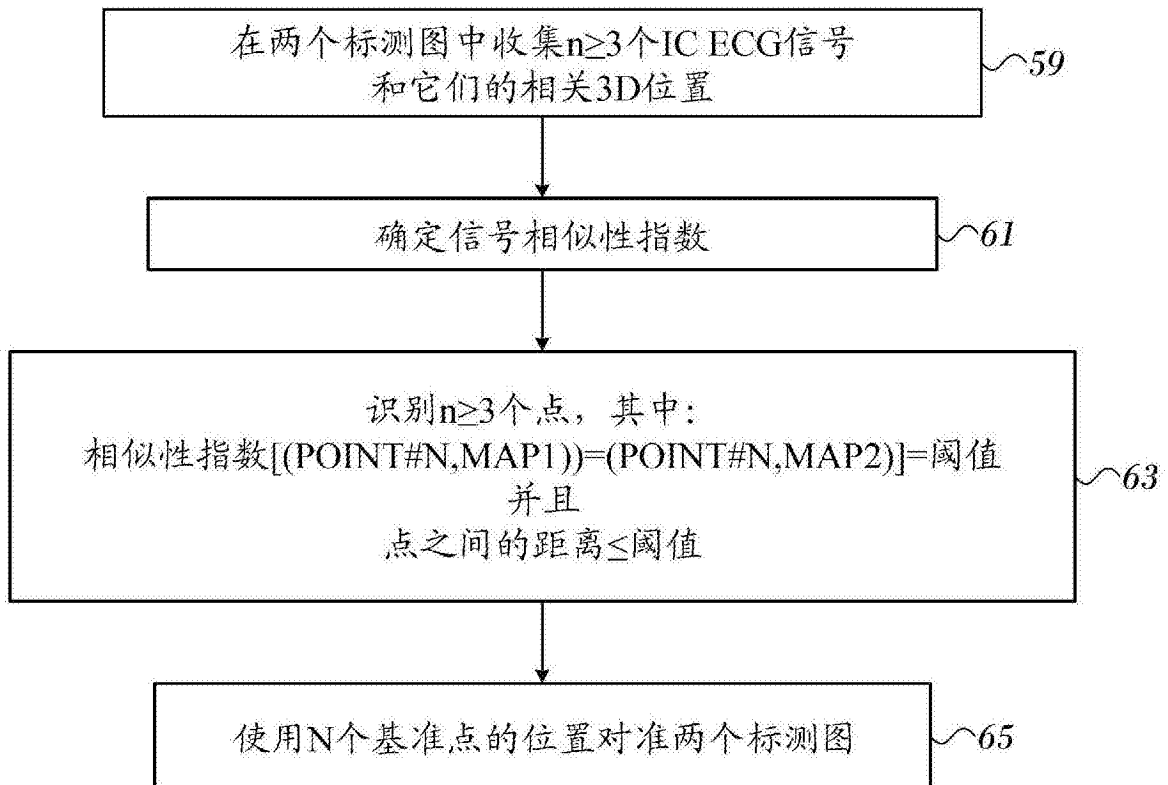 在两个标测图中收集n≥3个IC ECG信号
和它们的相关3D位置
59
确定信号相似性指数
61
识别n≥3个点，其中：
相似性指数[(POINT#N,MAP1))=(POINT#N,MAP2)]=阈值
并且
点之间的距离≤阈值
63
使用N个基准点的位置对准两个标测图
65